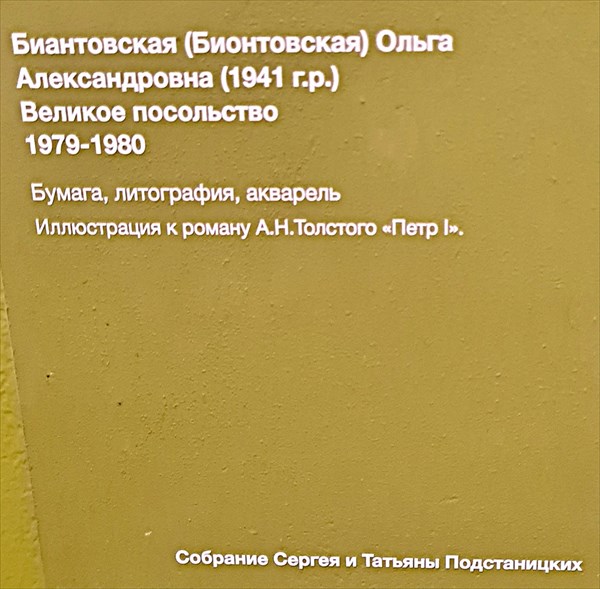 Биантовская (Бионтовская) Ольга
Александровна (1941 г.р.)
Великое посольство
1979-1980
Бумага, литография, акварель
Иллюстрация к роману А.Н.Толстого «Петр I».
Собрание Сергея и Татьяны Подстаницких